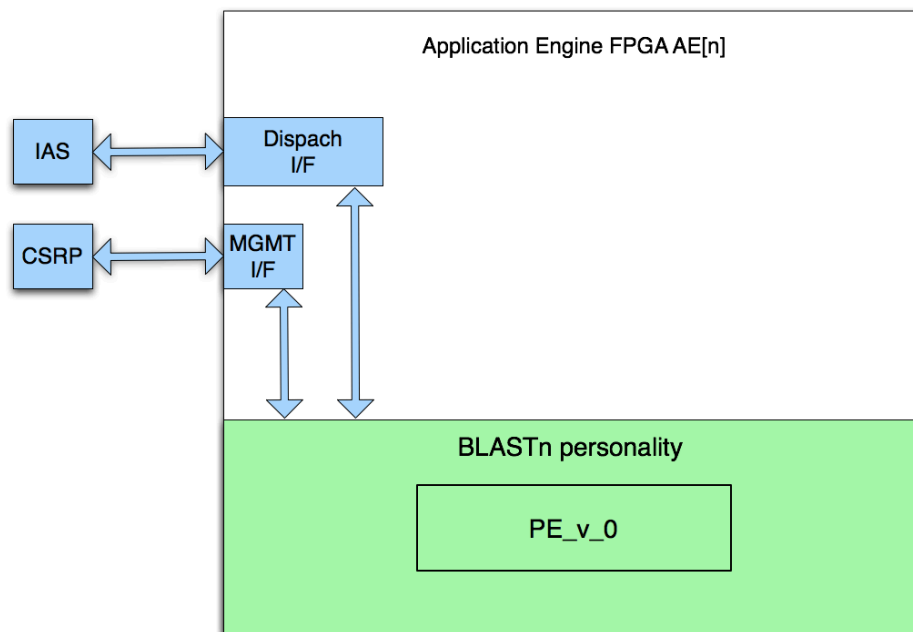 Application Engine FPGA AE[n]
IAS
Dispach
I/F
CSRP
MGMT
I/F
BLASTn personality
PE_v_0